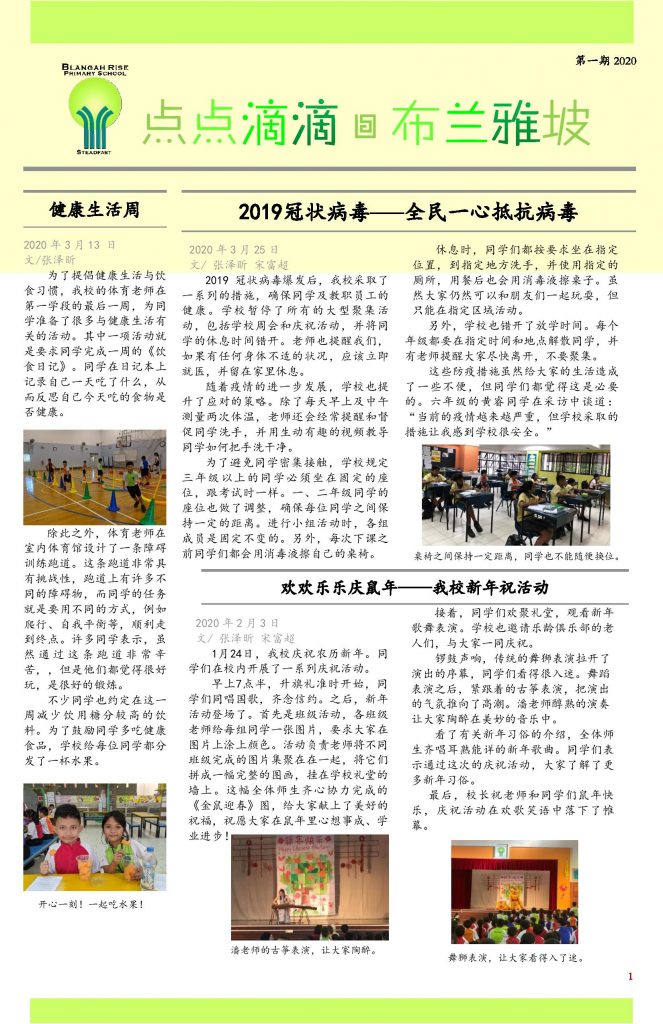 第一期 2020
BLANGAH RISE
PRIMARY SCHOOL
STEADFAST
点点滴滴@布兰雅坡
健康生活周
2020 年 3 月 13 日
文/张泽昕
为了提倡健康生活与饮
食习惯，我校的体育老师在
第一学段的最后一周，为同
学准备了很多与健康生活有
关的活动。其中一项活动就
是要求同学完成一周的《饮
食日记》。同学在日记本上
记录自己一天吃了什么，从
而反思自己今天吃的食物是
否健康。
除此之外，体育老师在
室内体育馆设计了一条障碍
训练跑道。这条跑道非常具
有挑战性，跑道上有许多不
同的障碍物，而同学的任务
就是要用不同的方式，例如
爬行、自我平衡等，顺利走
到终点。许多同学表示，虽
然通过这条跑道非常辛
苦，，但是他们都觉得很好
玩，是很好的锻炼。
不少同学也约定在这一
周减少饮用糖分较高的饮
料。为了鼓励同学多吃健康
食品，学校给每位同学都分
发了一杯水果。
开心一刻！一起吃水果！
2019冠状病毒——全民一心抵抗病毒
2020 年 3 月 25 日
文/ 张泽昕 宋富超
2019 冠状病毒爆发后，我校采取了
一系列的措施，确保同学及教职员工的
健康。学校暂停了所有的大型聚集活
动，包括学校周会和庆祝活动，并将同
学的休息时间错开。老师也提醒我们，
如果有任何身体不适的状况，应该立即
就医，并留在家里休息。
随着疫情的进一步发展，学校也提
升了应对的策略。除了每天早上及中午
测量两次体温，老师还会经常提醒和督
促同学洗手，并用生动有趣的视频教导
同学如何把手洗干净。
为了避免同学密集接触，学校规定
三年级以上的同学必须坐在固定的座
位，跟考试时一样。一、二年级同学的
座位也做了调整，确保每位同学之间保
持一定的距离。进行小组活动时，各组
成员是固定不变的。另外，每次下课之
前同学们都会用消毒液擦自己的桌椅。
休息时，同学们都按要求坐在指定
位置，到指定地方洗手，并使用指定的
厕所，用餐后也会用消毒液擦桌子。虽
然大家仍然可以和朋友们一起玩耍，但
只能在指定区域活动。
另外，学校也错开了放学时间。每个
年级都要在指定时间和地点解散同学，并
有老师提醒大家尽快离开，不要聚集。
这些防疫措施虽然给大家的生活造成
了一些不便，但同学们都觉得这是必要
的。六年级的黄睿同学在采访中谈道：
“当前的疫情越来越严重，但学校采取的
措施让我感到学校很安全。”
桌椅之间保持一定距离，同学也不能随便换位。
欢欢乐乐庆鼠年——我校新年祝活动
2020 年 2 月 3 日
文/ 张泽昕 宋富超
1月24日，我校庆祝农历新年。同
学们在校内开展了一系列庆祝活动。
早上7点半，升旗礼准时开始，同
学们同唱国歌，齐念信约。之后，新年
活动登场了。首先是班级活动，各班级
老师给每组同学一张图片，要求大家在
图片上涂上颜色。活动负责老师将不同
班级完成的图片集聚在在一起，将它们
拼成一幅完整的图画，挂在学校礼堂的
墙上。这幅全体师生齐心协力完成的
《金鼠迎春》图，给大家献上了美好的
祝福，祝愿大家在鼠年里心想事成、学
业进步！
潘老师的古筝表演，让大家陶醉。
接着，同学们欢聚礼堂，观看新年
歌舞表演。学校也邀请乐龄俱乐部的老
人们，与大家一同庆祝。
锣鼓声响，传统的舞狮表演拉开了
演出的序幕，同学们看得很入迷。舞蹈
表演之后，紧跟着的古筝表演，把演出
的气氛推向了高潮。潘老师醇熟的演奏
让大家陶醉在美妙的音乐中。
看了有关新年习俗的介绍，全体师
生齐唱耳熟能详的新年歌曲。同学们表
示通过这次的庆祝活动，大家了解了更
多新年习俗。
最后，校长祝老师和同学们鼠年快
乐，庆祝活动在欢歌笑语中落下了帷
幕。
舞狮表演，让大家看得入了迷。
1